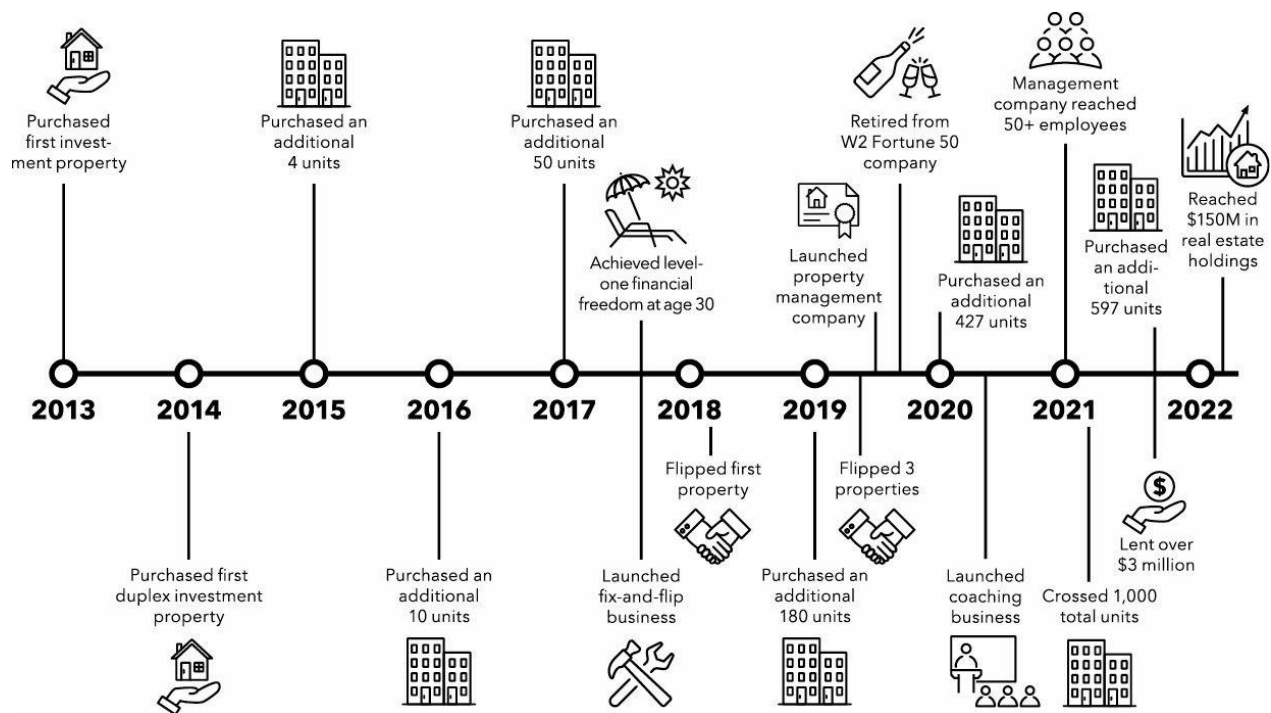 Purchased
first invest-
ment property
Purchased an
additional
4 units
Purchased an
additional
50 units
Achieved level-
one financial
freedom at age 30
Launched
property
management
company
Retired from
W2 Fortune 50
company
Purchased an
additional
427 units
Management
company reached
50+ employees
Purchased
an addi-
tional
597 units
Reached
$150M in
real estate
holdings
2013
2014
2015
2016
2017
2018
2019
2020
2021
2022
Purchased first
duplex investment
property
Purchased an
additional
10 units
Launched
fix-and-flip
business
Flipped first
property
Purchased an
additional
180 units
Flipped 3
properties
Launched
coaching
business
Crossed 1,000
total units
$
Lent over
$3 million